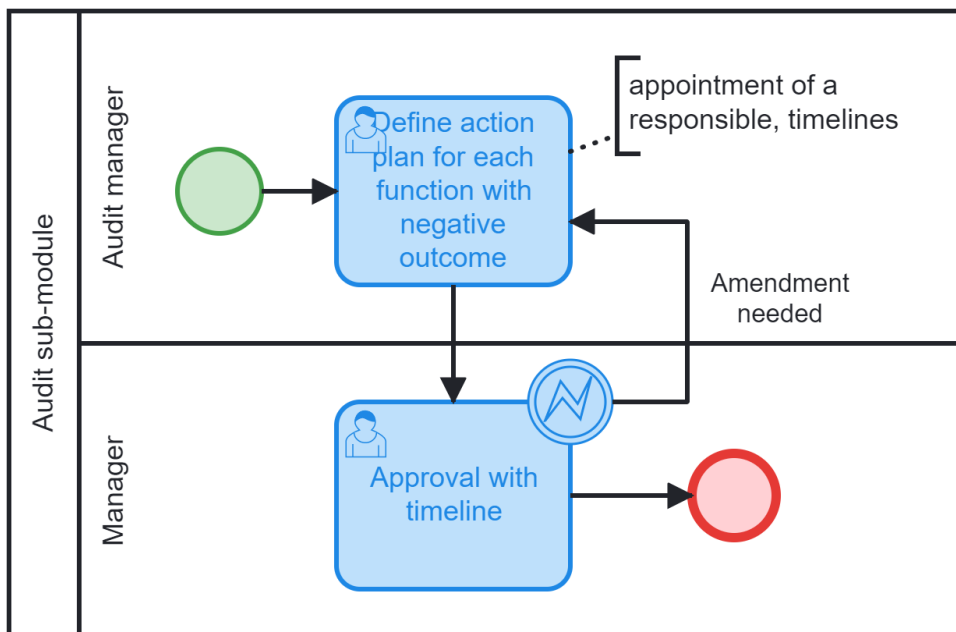 Audit sub-module
Audit manager
Define action
plan for each
function with
negative
outcome
appointment of a
responsible, timelines
Amendment
needed
Manager
Approval with
timeline